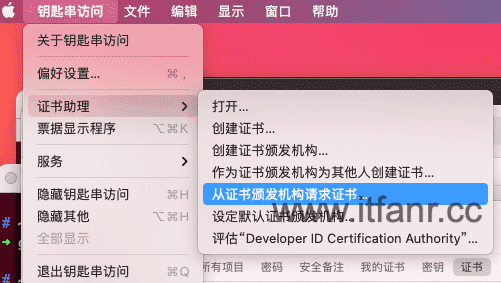 钥匙串访问 文件 编辑 显示 窗口 帮助
关于钥匙串访问
偏好设置... ⌘ ,
证书助理 >
票据显示程序 ⌥⌘K
服务 >
隐藏钥匙串访问 ⌘H
隐藏其他 ⌥⌘H
全部显示
退出钥匙串访问 ⌘Q
打开...
创建证书...
创建证书颁发机构...
作为证书颁发机构为其他人创建证书...
从证书颁发机构请求证书...
设定默认证书颁发机构...
评估“Developer ID Certification Authority”...
www.itfanr.cc
所有项目 密码 安全备注 我的证书 密钥 证书